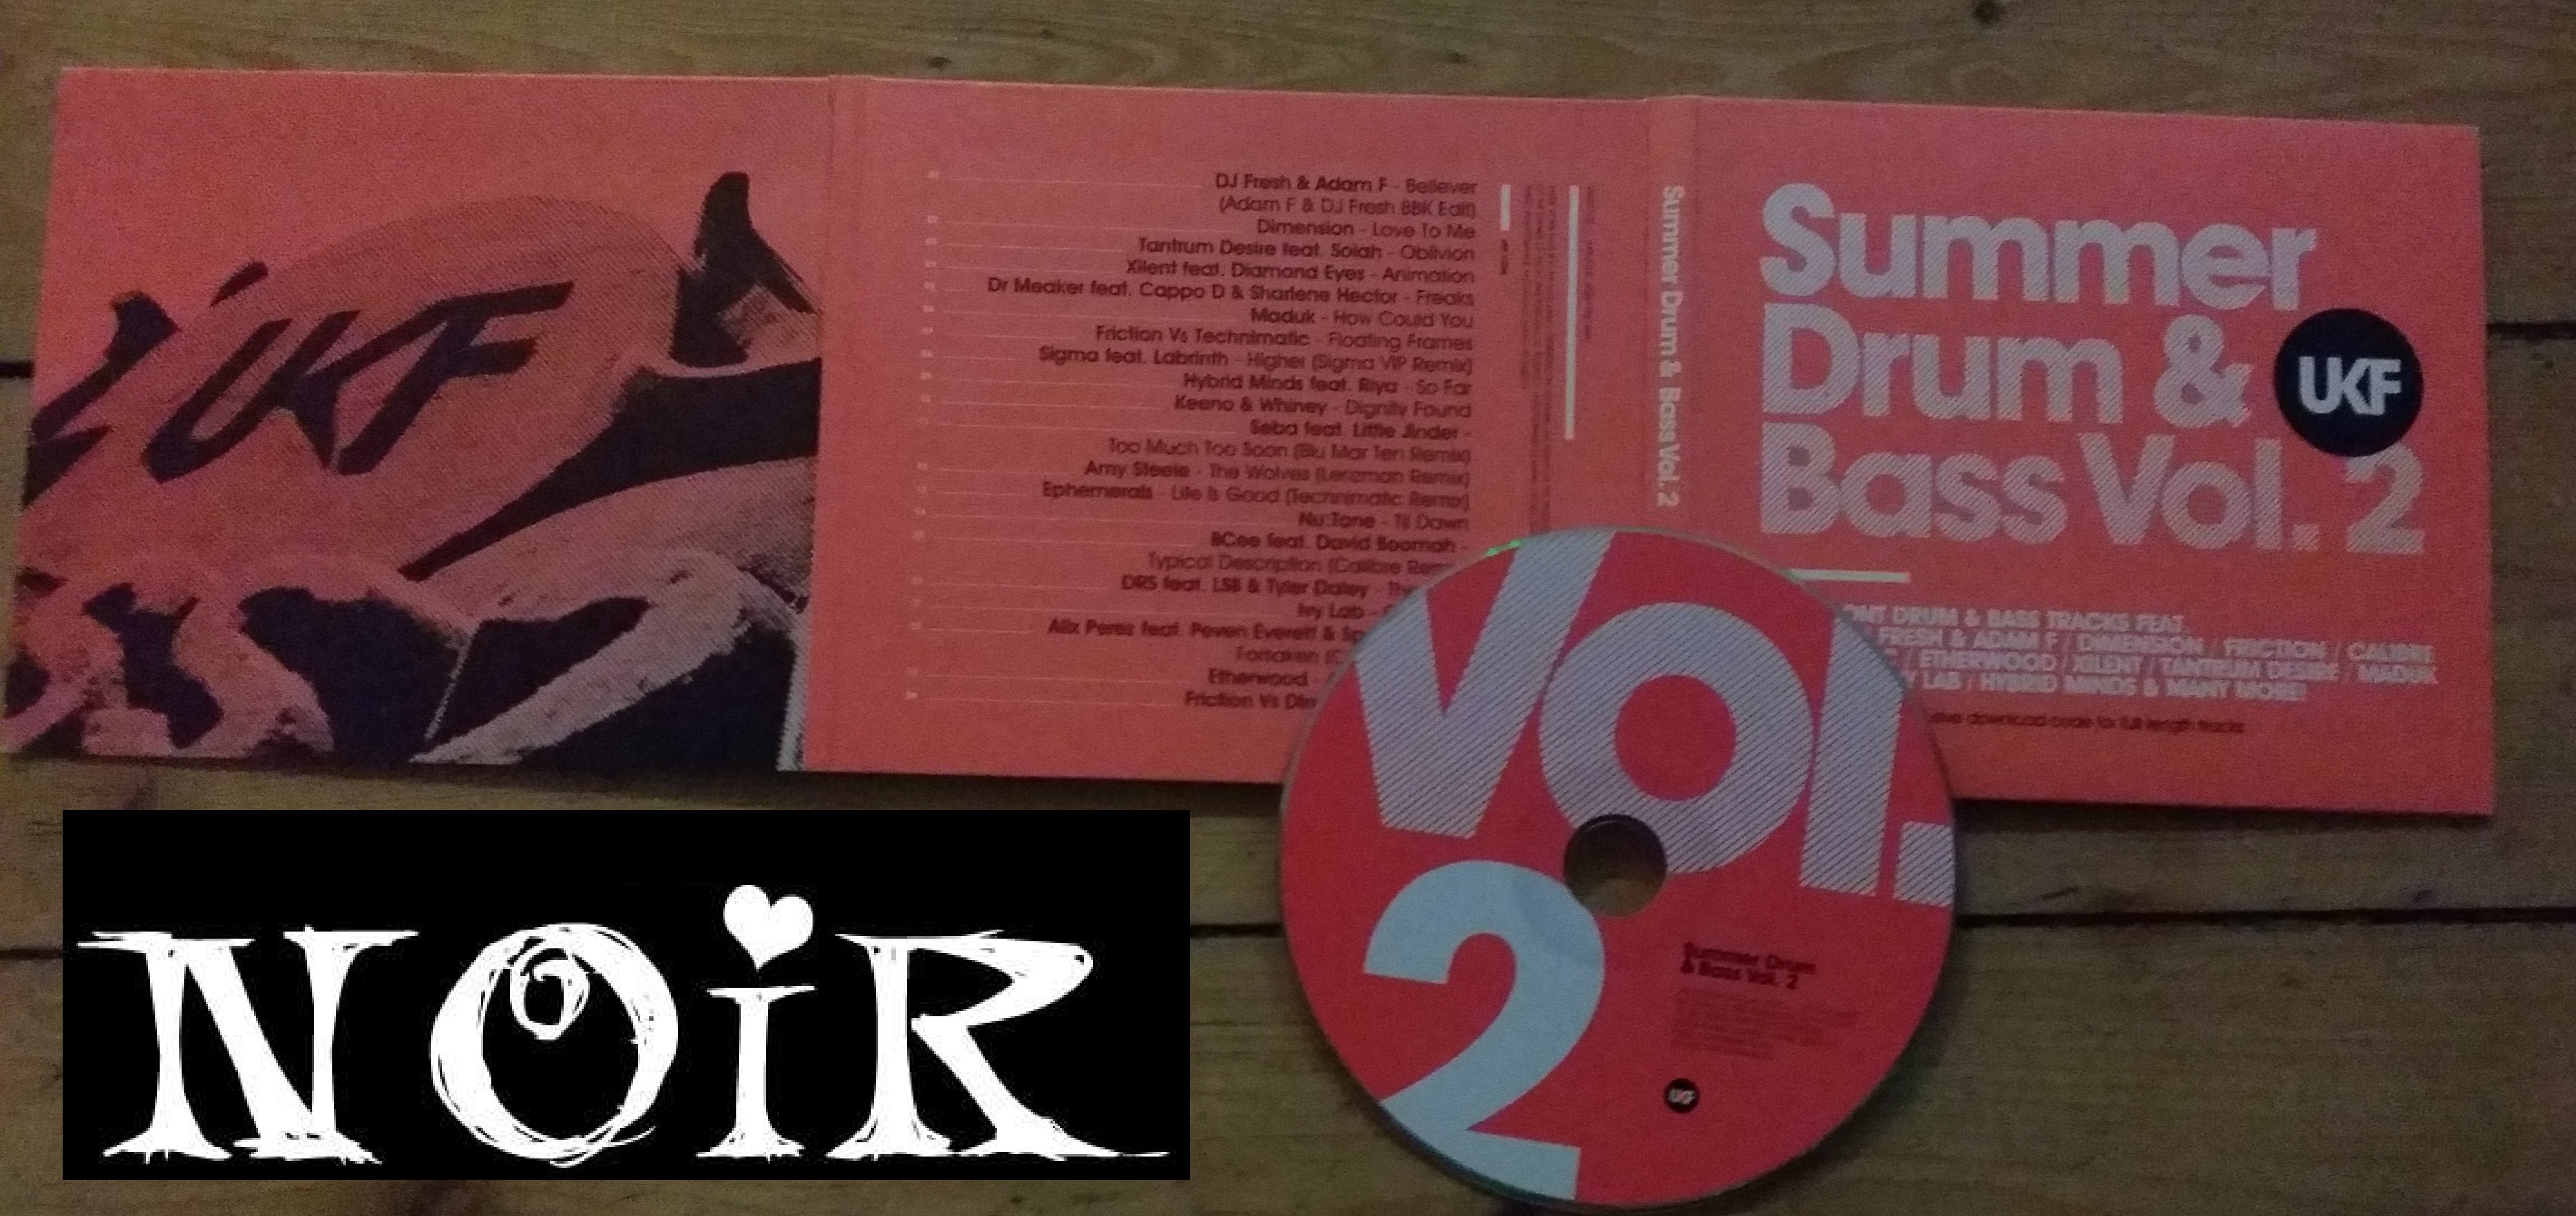 UKF
DJ Fresh & Adam F - Believer
(Adam F & DJ Fresh BBK Edit)
Dimension - Love To Me
Tantrum Desire feat. Solah - Oblivion
Xilent feat. Diamond Eyes - Animation
Dr Meaker feat. Cappo D & Sharlene Hector - Freaks
Maduk - How Could You
Friction Vs Technimatic - Floating Frames
Sigma feat. Labrinth - Higher (Sigma VIP Remix)
Hybrid Minds feat. Riya - So Far
Keeno & Whiney - Dignity Found
Seba feat. Little Jinder -
Too Much Too Soon (Blu Mar Ten Remix)
Amy Steele - The Wolves (Lenzman Remix)
Ephemerals - Life Is Good (Technimatic Remix)
Nu:Tone - Til Dawn
BCee feat. David Boomah -
Typical Description (Calibre Rem
DRS feat. LSB & Tyler Daley - The
Ivy Lab -
Alix Perez feat. Peven Everett & Sp
Forsaken
Etherwood -
Friction Vs Dim
Summer Drum & Bass Vol. 2
Summer
Drum &
Bass Vol. 2
UKF
ONT DRUM & BASS TRACKS FEAT.
FRESH & ADAM F / DIMENSION / FRICTION / CALIBRE
/ ETHERWOOD / XILENT / TANTRUM DESIRE / MADUK
Y LAB / HYBRID MINDS & MANY MORE!
download code for full length tracks
Vol.
2
Summer Drum
& Bass Vol. 2
UKF
NOiR